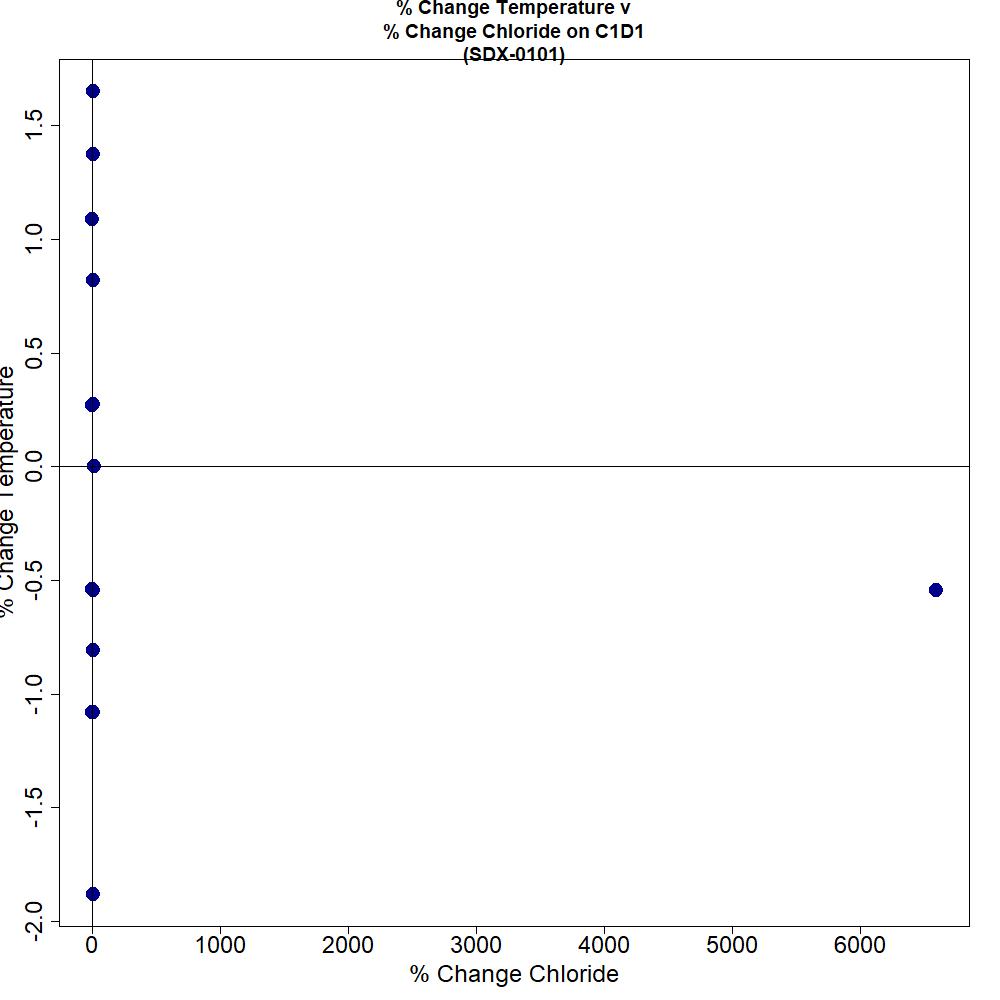 % Change Temperature v
% Change Chloride on C1D1
(SDX-0101)
% Change Temperature
1.5
1.0
0.5
0.0
-0.5
-1.0
-1.5
-2.0
0 1000 2000 3000 4000 5000 6000
% Change Chloride